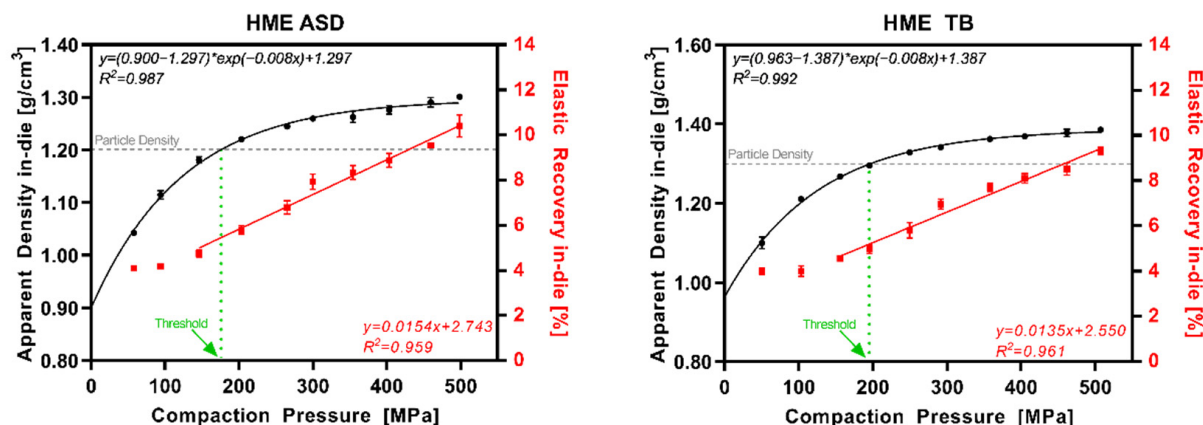 HME ASD
Apparent Density in-die [g/cm³]
1.40
1.30
1.20
1.10
1.00
0.90
0.80
y=(0.900−1.297)*exp(−0.008x)+1.297
R²=0.987
Particle Density
Threshold
y=0.0154x+2.743
R²=0.959
14
12
10
8
6
4
2
0
Elastic Recovery in-die [%]
0 100 200 300 400 500
Compaction Pressure [MPa]
HME TB
Apparent Density in-die [g/cm³]
1.60
1.40
1.20
1.00
0.80
y=(0.963−1.387)*exp(−0.008x)+1.387
R²=0.992
Particle Density
Threshold
y=0.0135x+2.550
R²=0.961
14
12
10
8
6
4
2
0
Elastic Recovery in-die [%]
0 100 200 300 400 500
Compaction Pressure [MPa]